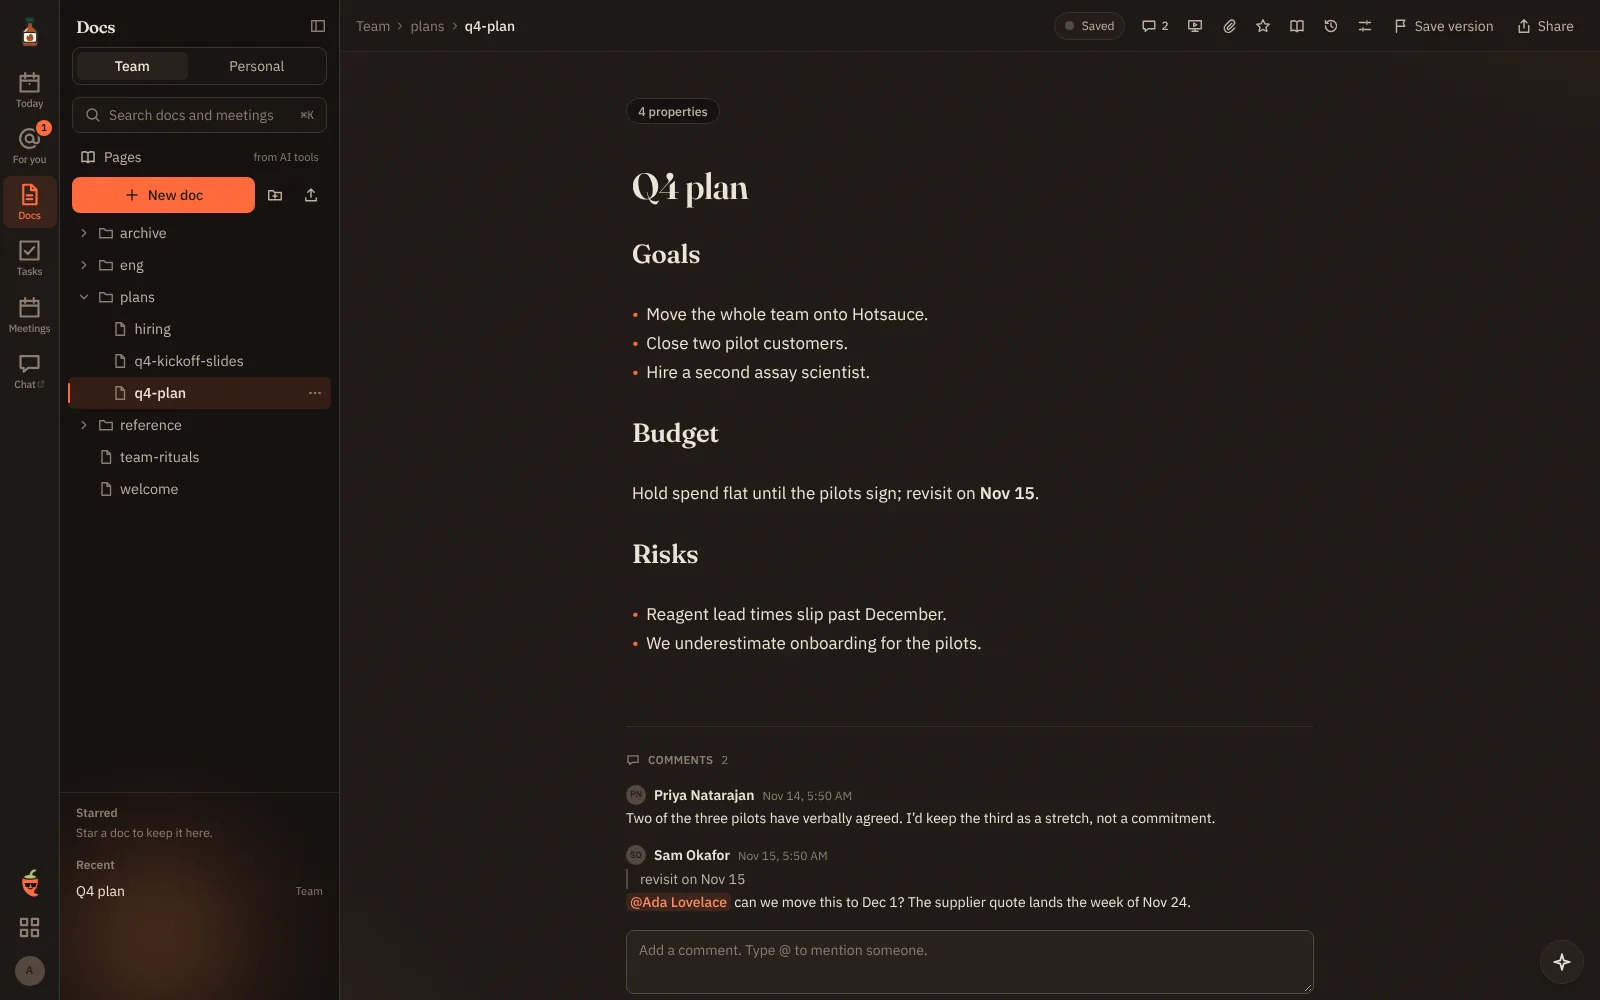 Docs
Team Personal
Search docs and meetings ⌘K
Pages from AI tools
+ New doc
archive
eng
plans
hiring
q4-kickoff-slides
q4-plan ...
reference
team-rituals
welcome
Starred
Star a doc to keep it here.
Recent
Q4 plan Team
Today
1
For you
Docs
Tasks
Meetings
Chat
A
Team > plans > q4-plan
Saved 2 Save version Share
4 properties
Q4 plan
Goals
• Move the whole team onto Hotsauce.
• Close two pilot customers.
• Hire a second assay scientist.
Budget
Hold spend flat until the pilots sign; revisit on Nov 15.
Risks
• Reagent lead times slip past December.
• We underestimate onboarding for the pilots.
COMMENTS 2
PN Priya Natarajan Nov 14, 5:50 AM
Two of the three pilots have verbally agreed. I'd keep the third as a stretch, not a commitment.
SO Sam Okafor Nov 15, 5:50 AM
revisit on Nov 15
@Ada Lovelace can we move this to Dec 1? The supplier quote lands the week of Nov 24.
Add a comment. Type @ to mention someone.